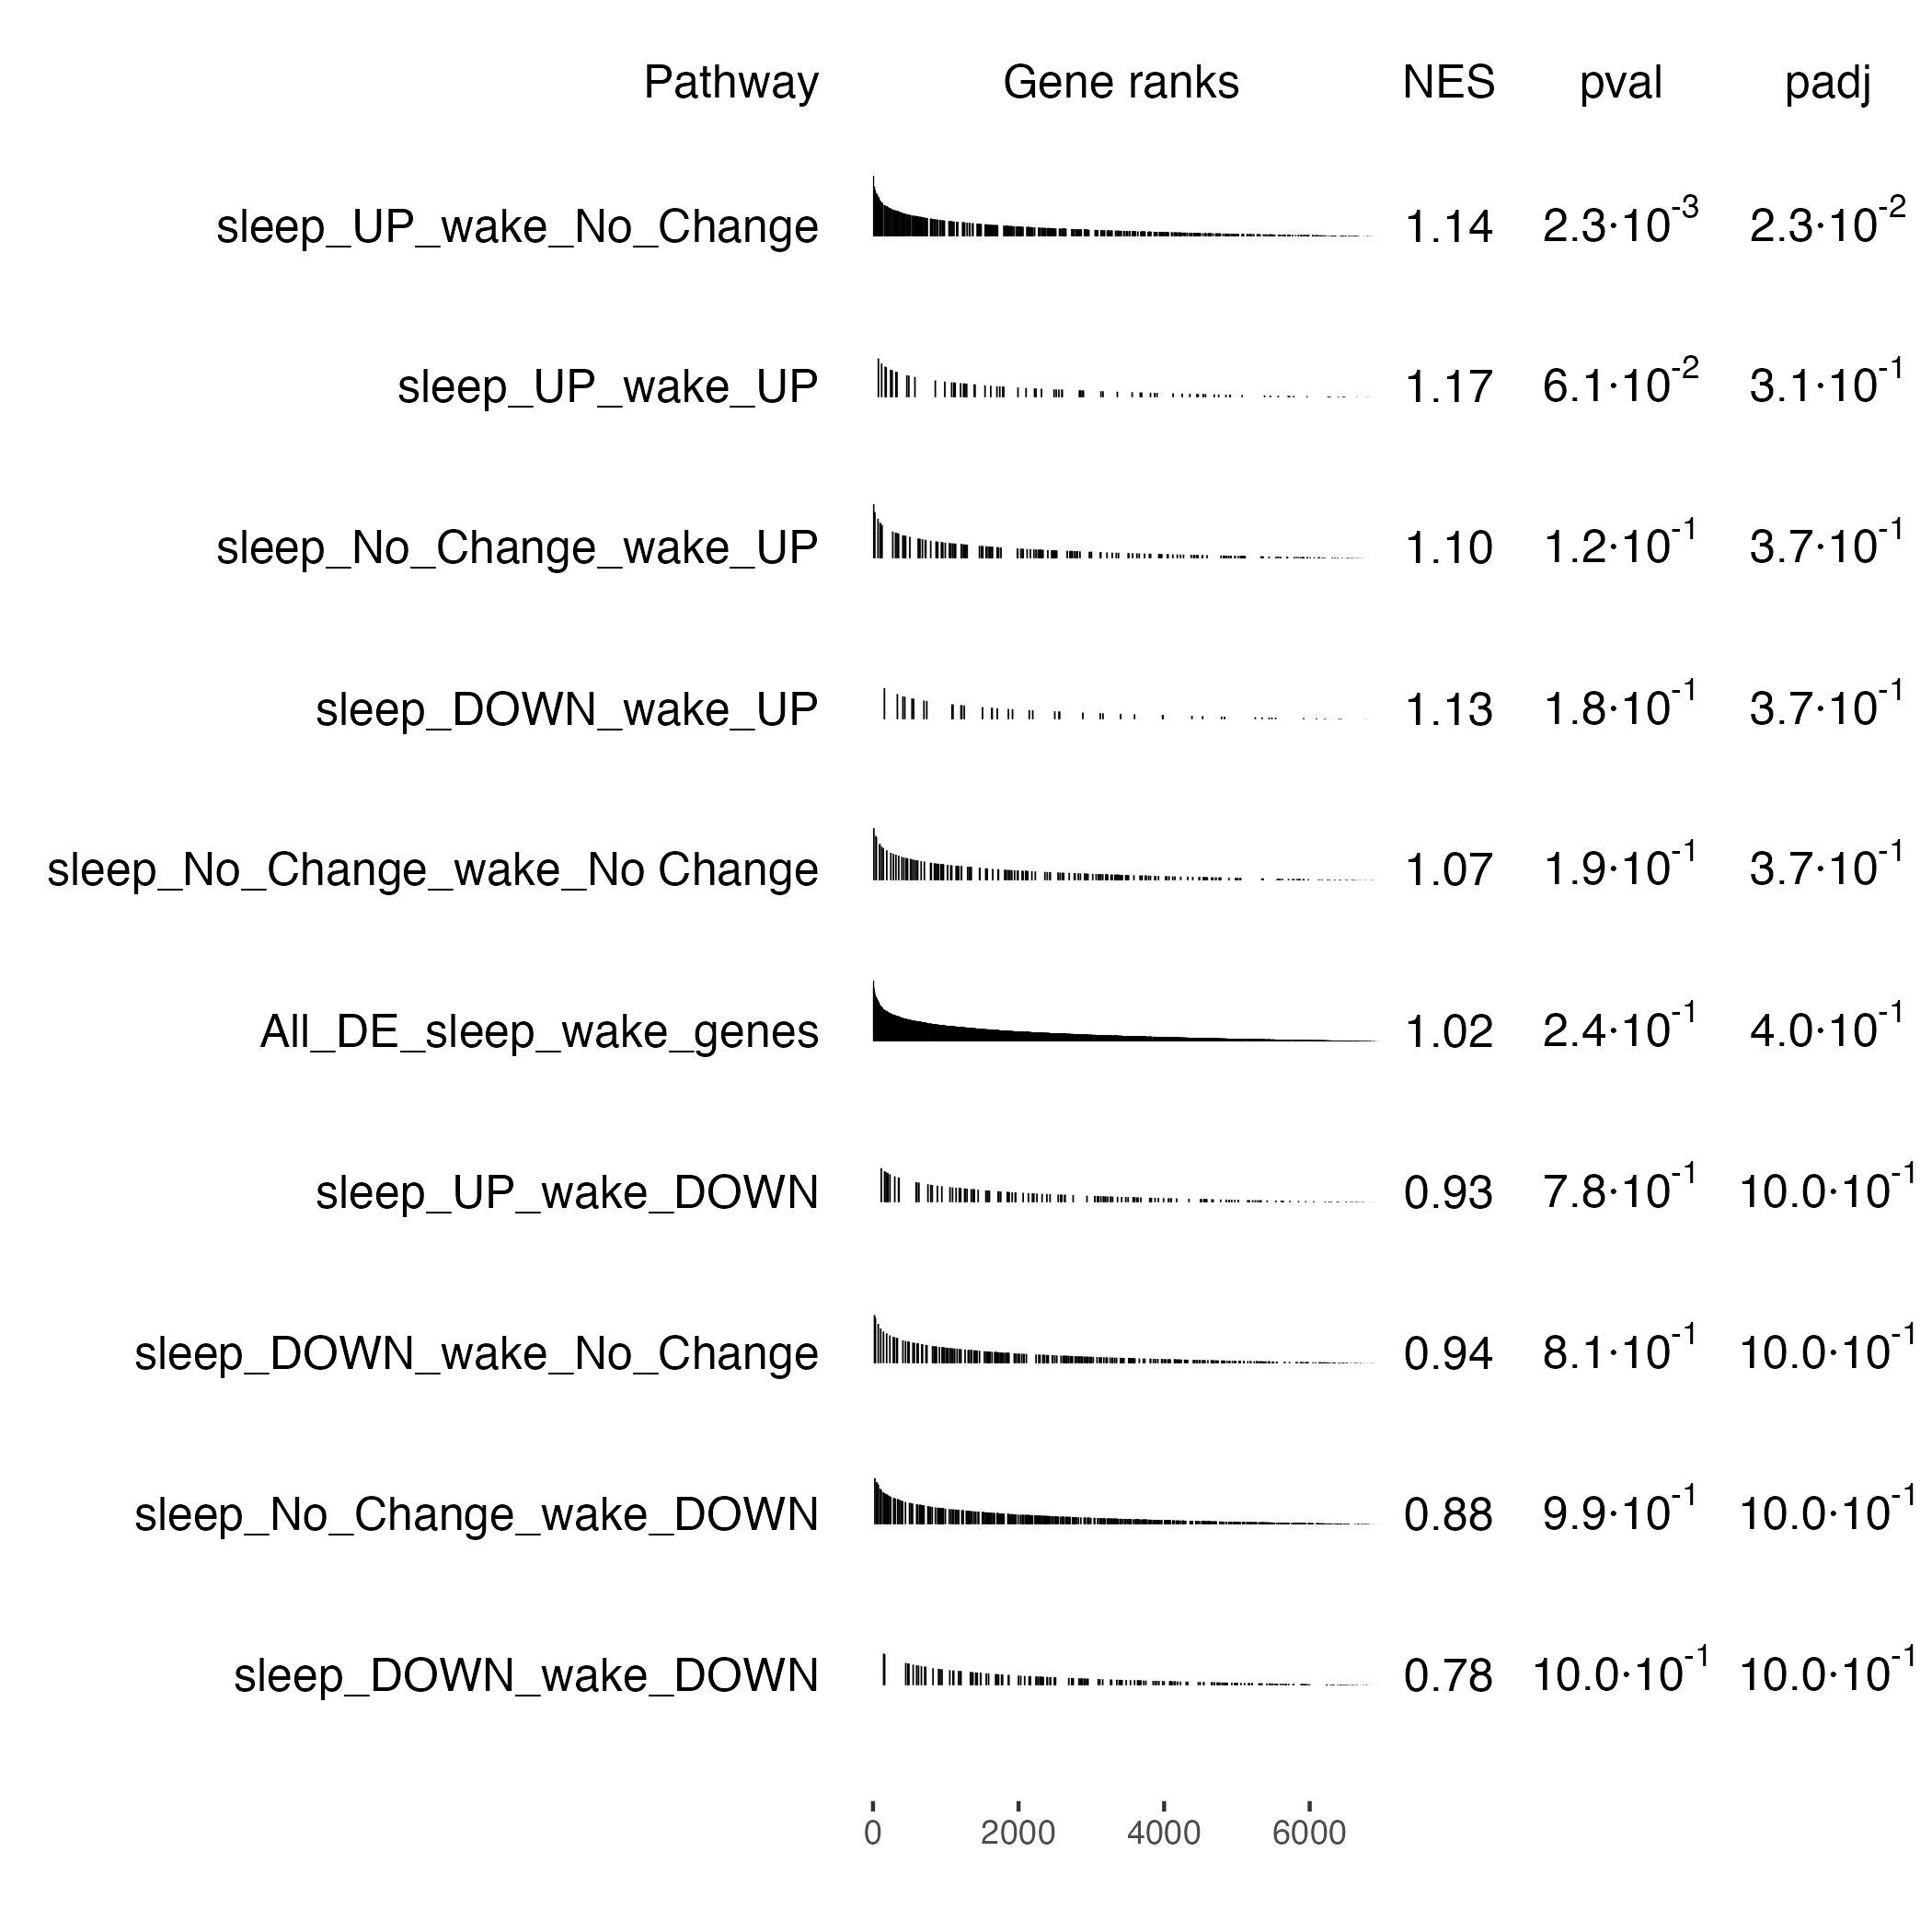 Pathway Gene ranks NES pval padj
sleep_UP_wake_No_Change 1.14 2.3·10⁻³ 2.3·10⁻²
sleep_UP_wake_UP 1.17 6.1·10⁻² 3.1·10⁻¹
sleep_No_Change_wake_UP 1.10 1.2·10⁻¹ 3.7·10⁻¹
sleep_DOWN_wake_UP 1.13 1.8·10⁻¹ 3.7·10⁻¹
sleep_No_Change_wake_No Change 1.07 1.9·10⁻¹ 3.7·10⁻¹
All_DE_sleep_wake_genes 1.02 2.4·10⁻¹ 4.0·10⁻¹
sleep_UP_wake_DOWN 0.93 7.8·10⁻¹ 10.0·10⁻¹
sleep_DOWN_wake_No_Change 0.94 8.1·10⁻¹ 10.0·10⁻¹
sleep_No_Change_wake_DOWN 0.88 9.9·10⁻¹ 10.0·10⁻¹
sleep_DOWN_wake_DOWN 0.78 10.0·10⁻¹ 10.0·10⁻¹
0 2000 4000 6000